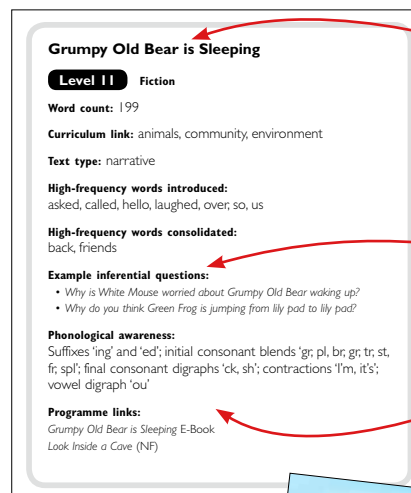 Grumpy Old Bear is Sleeping
Level 11 Fiction
Word count: 199
Curriculum link: animals, community, environment
Text type: narrative
High-frequency words introduced:
asked, called, hello, laughed, over, so, us
High-frequency words consolidated:
back, friends
Example inferential questions:
• Why is White Mouse worried about Grumpy Old Bear waking up?
• Why do you think Green Frog is jumping from lily pad to lily pad?
Phonological awareness:
Suffixes 'ing' and 'ed'; initial consonant blends 'gr, pl, br, gr, tr, st,
fr, spl'; final consonant digraphs 'ck, sh'; contractions 'I'm, it's';
vowel digraph 'ou'
Programme links:
Grumpy Old Bear is Sleeping E-Book
Look Inside a Cave (NF)